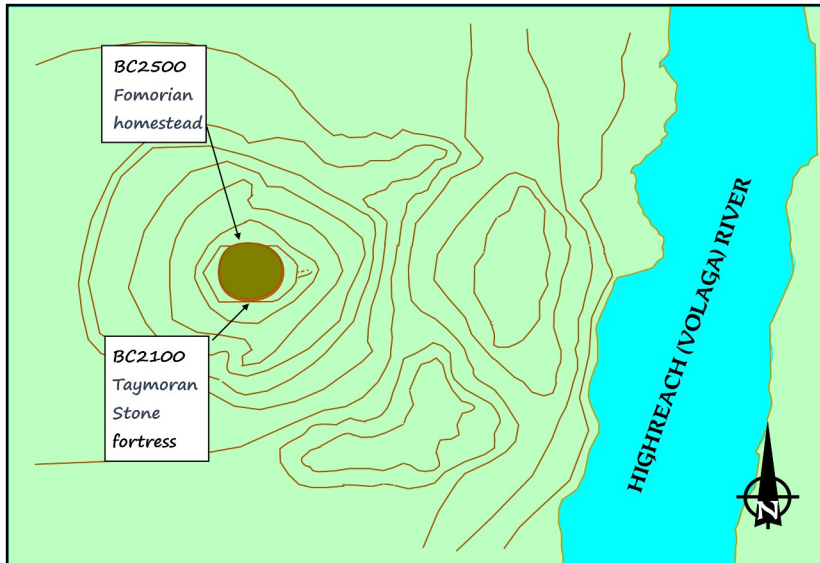 BC2500
Fomorian
homestead
BC2100
Taymoran
Stone
fortress
HIGHREACH (VOLAGA) RIVER
N